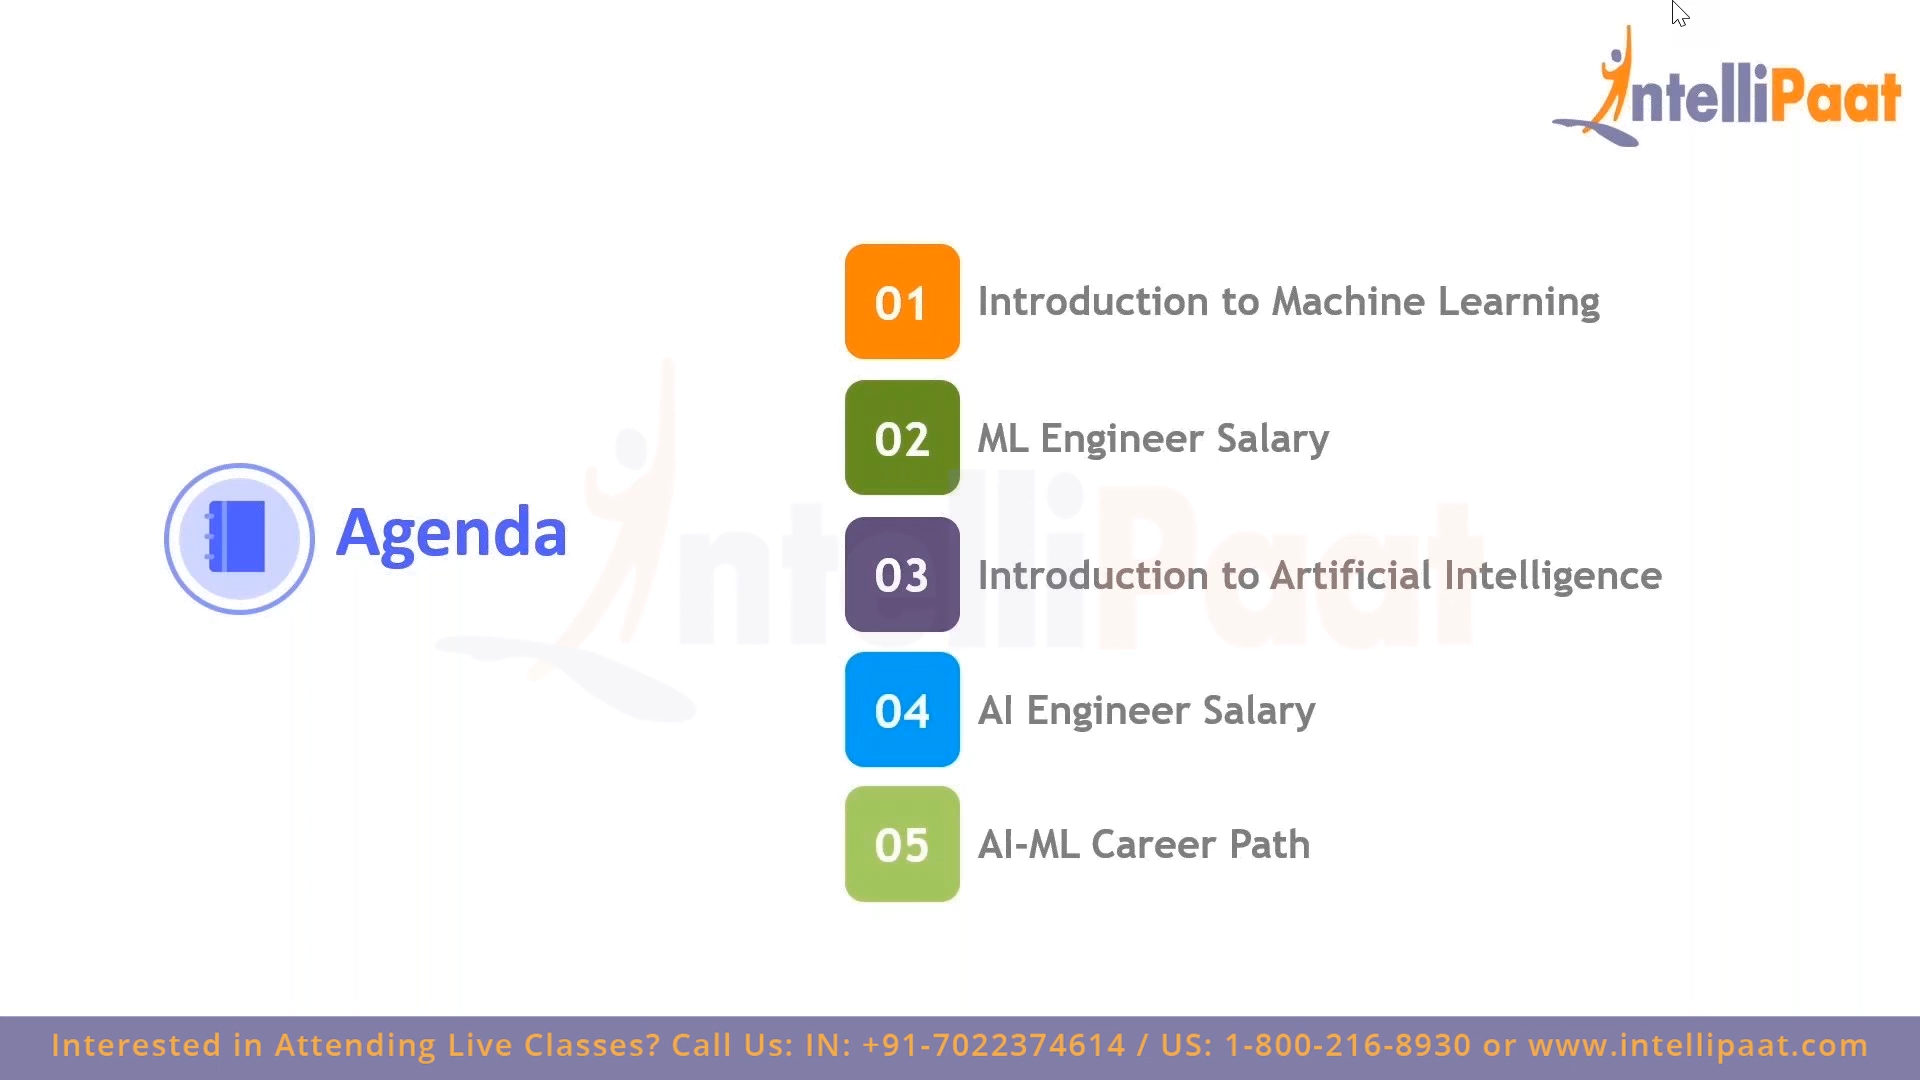 IntelliPaat
Agenda
01 Introduction to Machine Learning
02 ML Engineer Salary
03 Introduction to Artificial Intelligence
04 AI Engineer Salary
05 AI-ML Career Path
IntelliPaat
Interested in Attending Live Classes? Call Us: IN: +91-7022374614 / US: 1-800-216-8930 or www.intellipaat.com